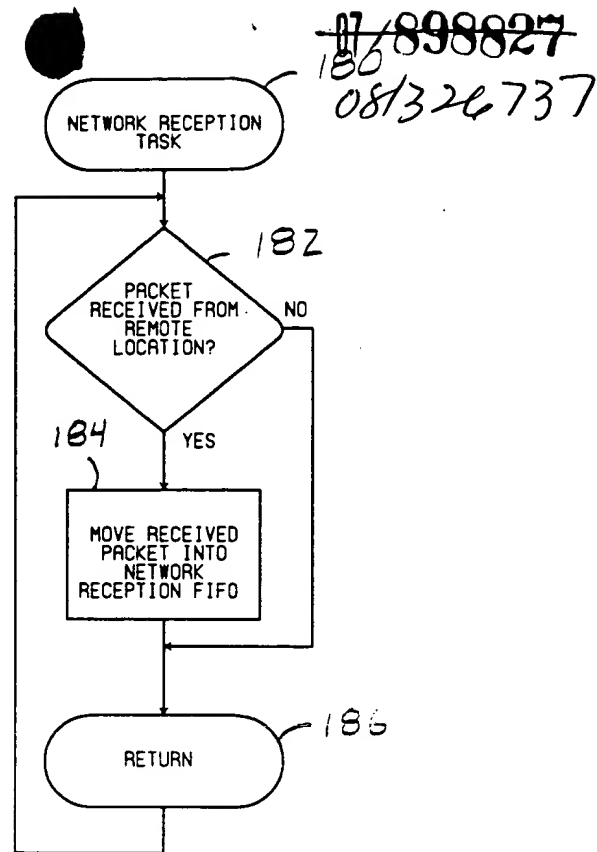 07/898827
180
08/326737
NETWORK RECEPTION
TASK
182
PACKET
RECEIVED FROM
REMOTE
LOCATION?
NO
YES
184
MOVE RECEIVED
PACKET INTO
NETWORK
RECEPTION FIFO
186
RETURN